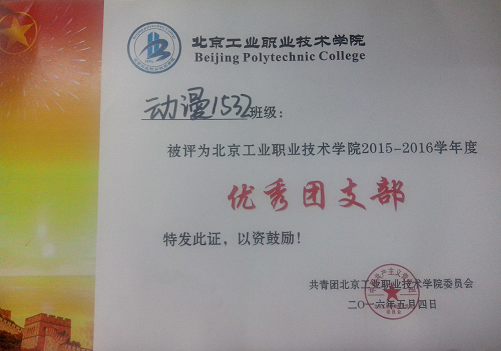 北京工业职业技术学院
Beijing Polytechnic College
动漫1532班级：
被评为北京工业职业技术学院2015-2016学年度
优秀团支部
特发此证，以资鼓励！
共青团北京工业职业技术学院委员会
二〇一六年五月四日